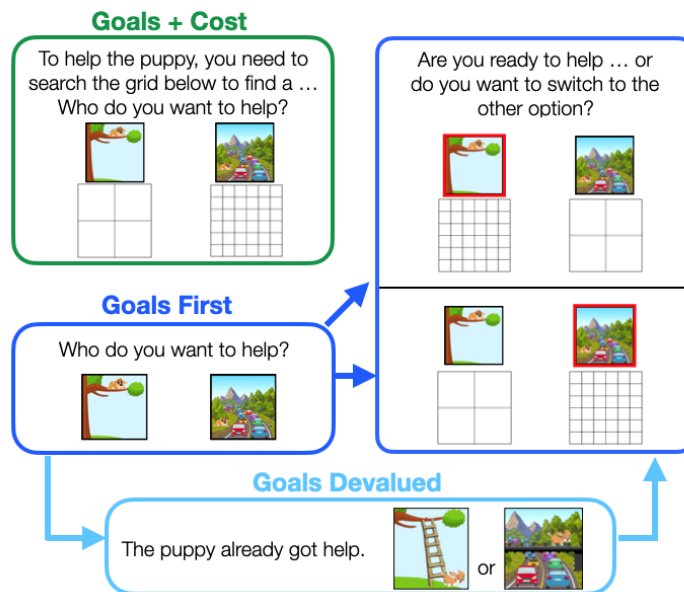 Goals + Cost
To help the puppy, you need to
search the grid below to find a …
Who do you want to help?
Are you ready to help … or
do you want to switch to the
other option?
Goals First
Who do you want to help?
Goals Devalued
The puppy already got help.
or